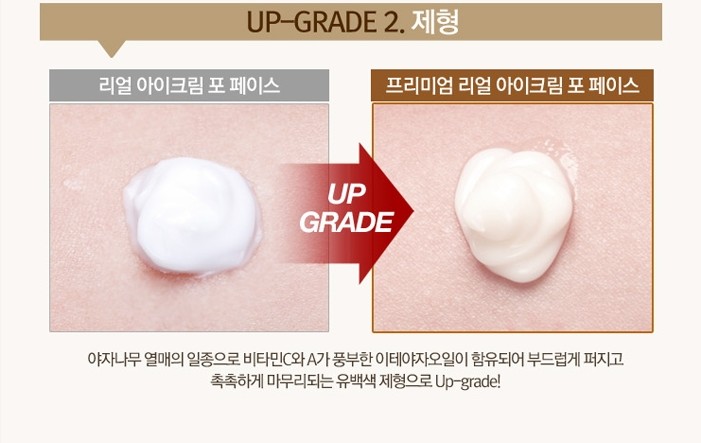 UP-GRADE 2. 제형
리얼 아이크림 포 페이스
프리미엄 리얼 아이크림 포 페이스
UP
GRADE
야자나무 열매의 일종으로 비타민C와 A가 풍부한 이테야자오일이 함유되어 부드럽게 퍼지고
촉촉하게 마무리되는 유백색 제형으로 Up-grade!